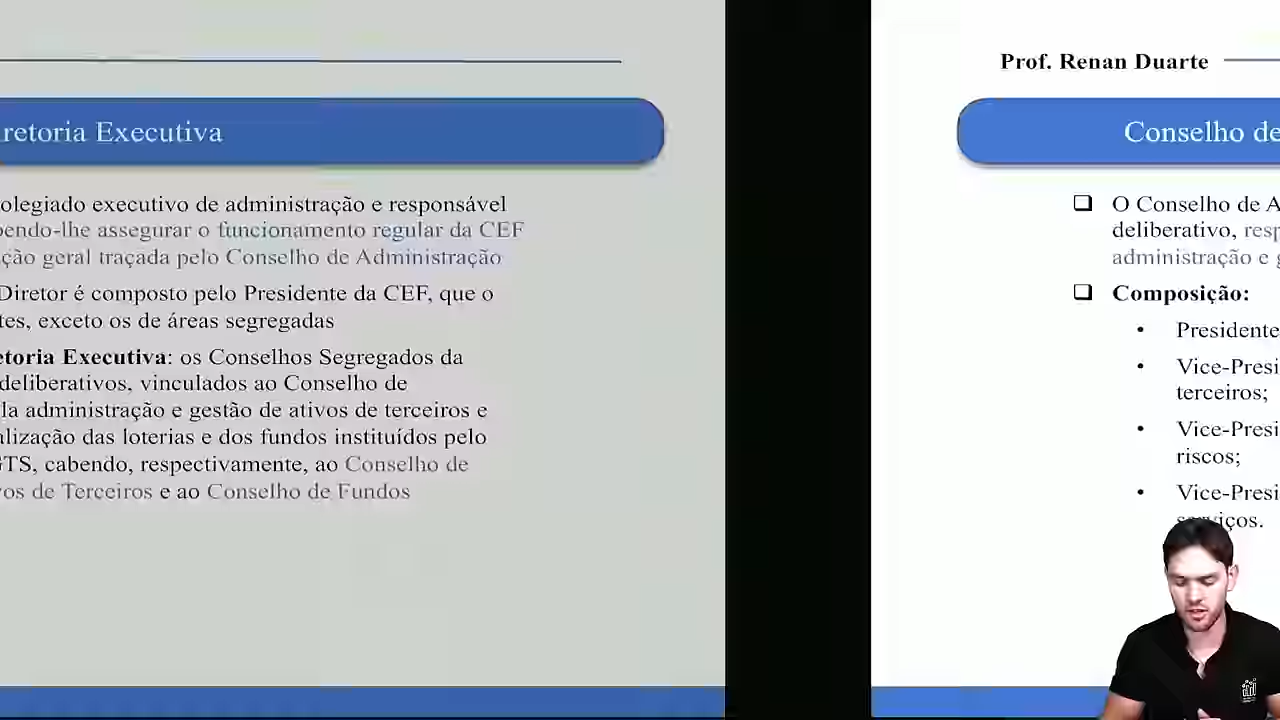 retoria Executiva
olegiado executivo de administração e responsável
bendo-lhe assegurar o funcionamento regular da CEF
ção geral traçada pelo Conselho de Administração
Diretor é composto pelo Presidente da CEF, que o
tes, exceto os de áreas segregadas
etoria Executiva: os Conselhos Segregados da
deliberativos, vinculados ao Conselho de
la administração e gestão de ativos de terceiros e
alização das loterias e dos fundos instituídos pelo
GTS, cabendo, respectivamente, ao Conselho de
vos de Terceiros e ao Conselho de Fundos
Prof. Renan Duarte
Conselho de
❑ O Conselho de A
deliberativo, resp
administração e g
❑ Composição:
• Presidente
• Vice-Presi
terceiros;
• Vice-Presi
riscos;
• Vice-Presi
serviços.